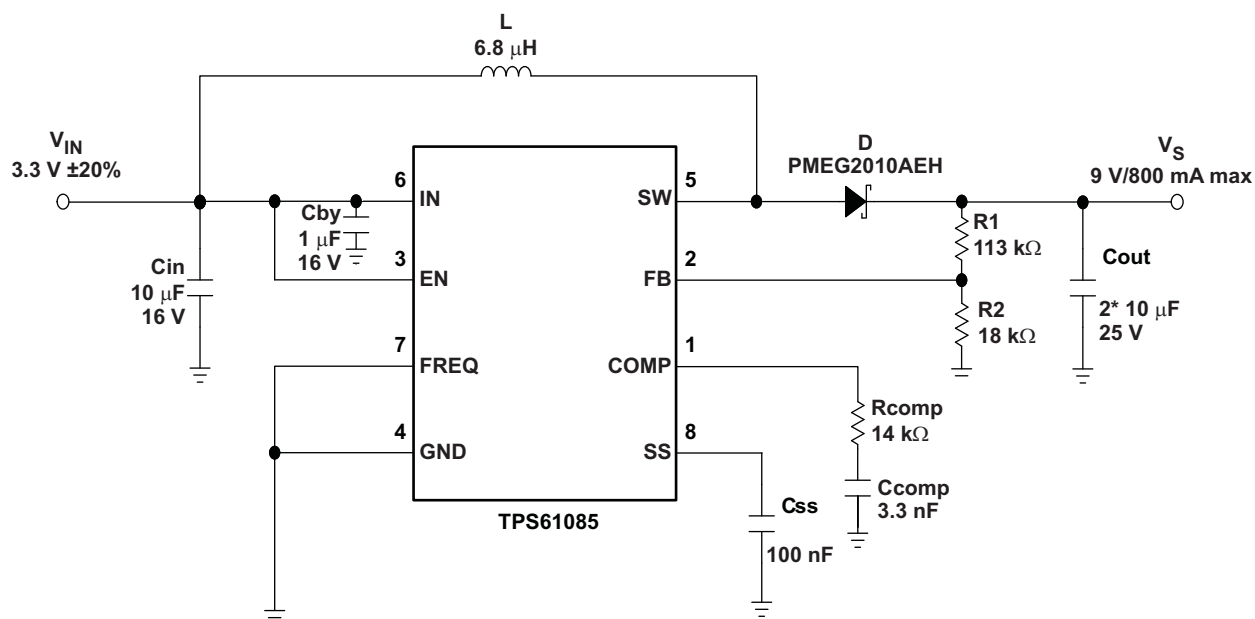 L
6.8 μH
V_IN
3.3 V ±20%
D
PMEG2010AEH
V_S
9 V/800 mA max
6
IN
5
SW
Cby
1 μF
16 V
R1
113 kΩ
3
EN
2
FB
Cin
10 μF
16 V
Cout
2* 10 μF
25 V
R2
18 kΩ
7
FREQ
1
COMP
Rcomp
14 kΩ
4
GND
8
SS
Ccomp
3.3 nF
Css
100 nF
TPS61085